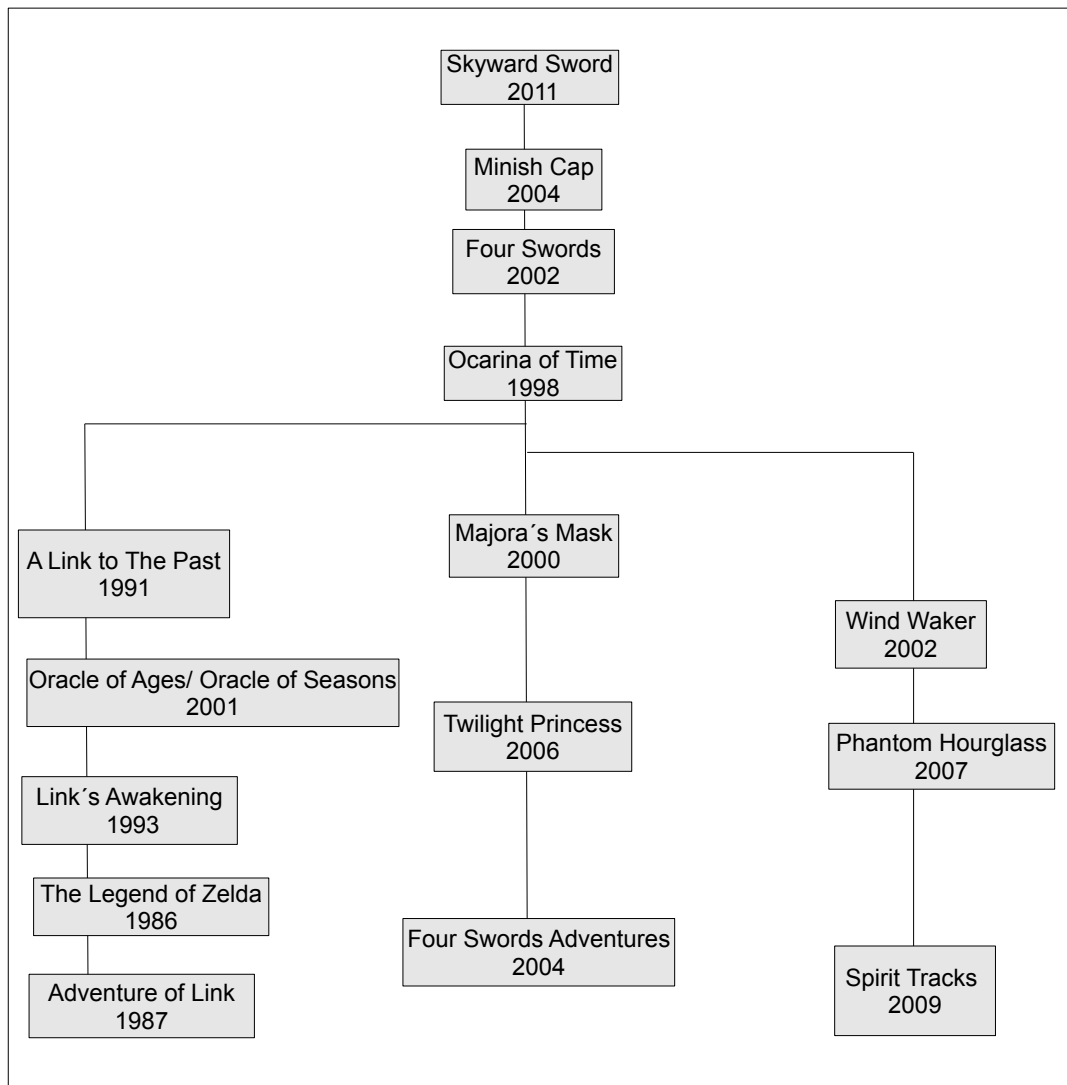 Skyward Sword
2011
Minish Cap
2004
Four Swords
2002
Ocarina of Time
1998
A Link to The Past
1991
Oracle of Ages/ Oracle of Seasons
2001
Link´s Awakening
1993
The Legend of Zelda
1986
Adventure of Link
1987
Majora´s Mask
2000
Twilight Princess
2006
Four Swords Adventures
2004
Wind Waker
2002
Phantom Hourglass
2007
Spirit Tracks
2009